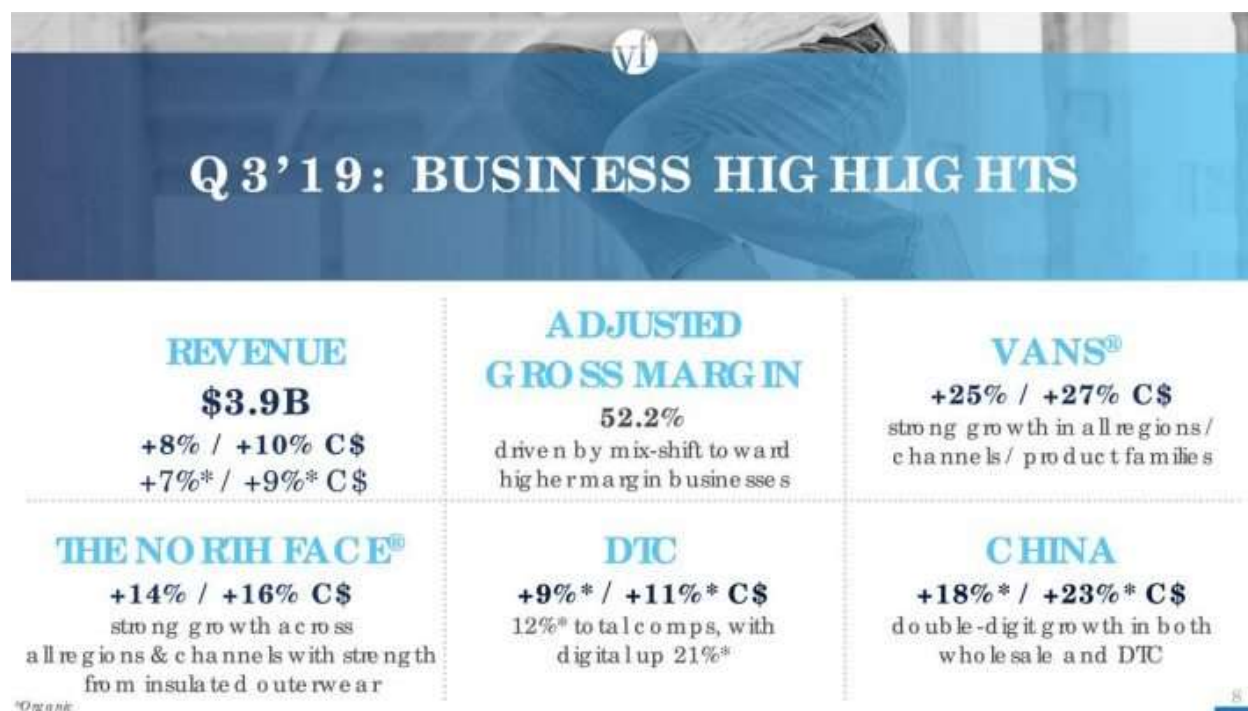 vf
Q3'19: BUSINESS HIGHLIGHTS
REVENUE
$3.9B
+8% / +10% C$
+7%* / +9%* C$
ADJUSTED
GROSS MARGIN
52.2%
driven by mix-shift toward
higher margin businesses
VANS®
+25% / +27% C$
strong growth in all regions/
channels/ product families
THE NORTH FACE®
+14% / +16% C$
strong growth across
all regions & channels with strength
from insulated outerwear
DTC
+9%* / +11%* C$
12%* total comps, with
digital up 21%*
CHINA
+18%* / +23%* C$
double-digit growth in both
wholesale and DTC
*Organic
8